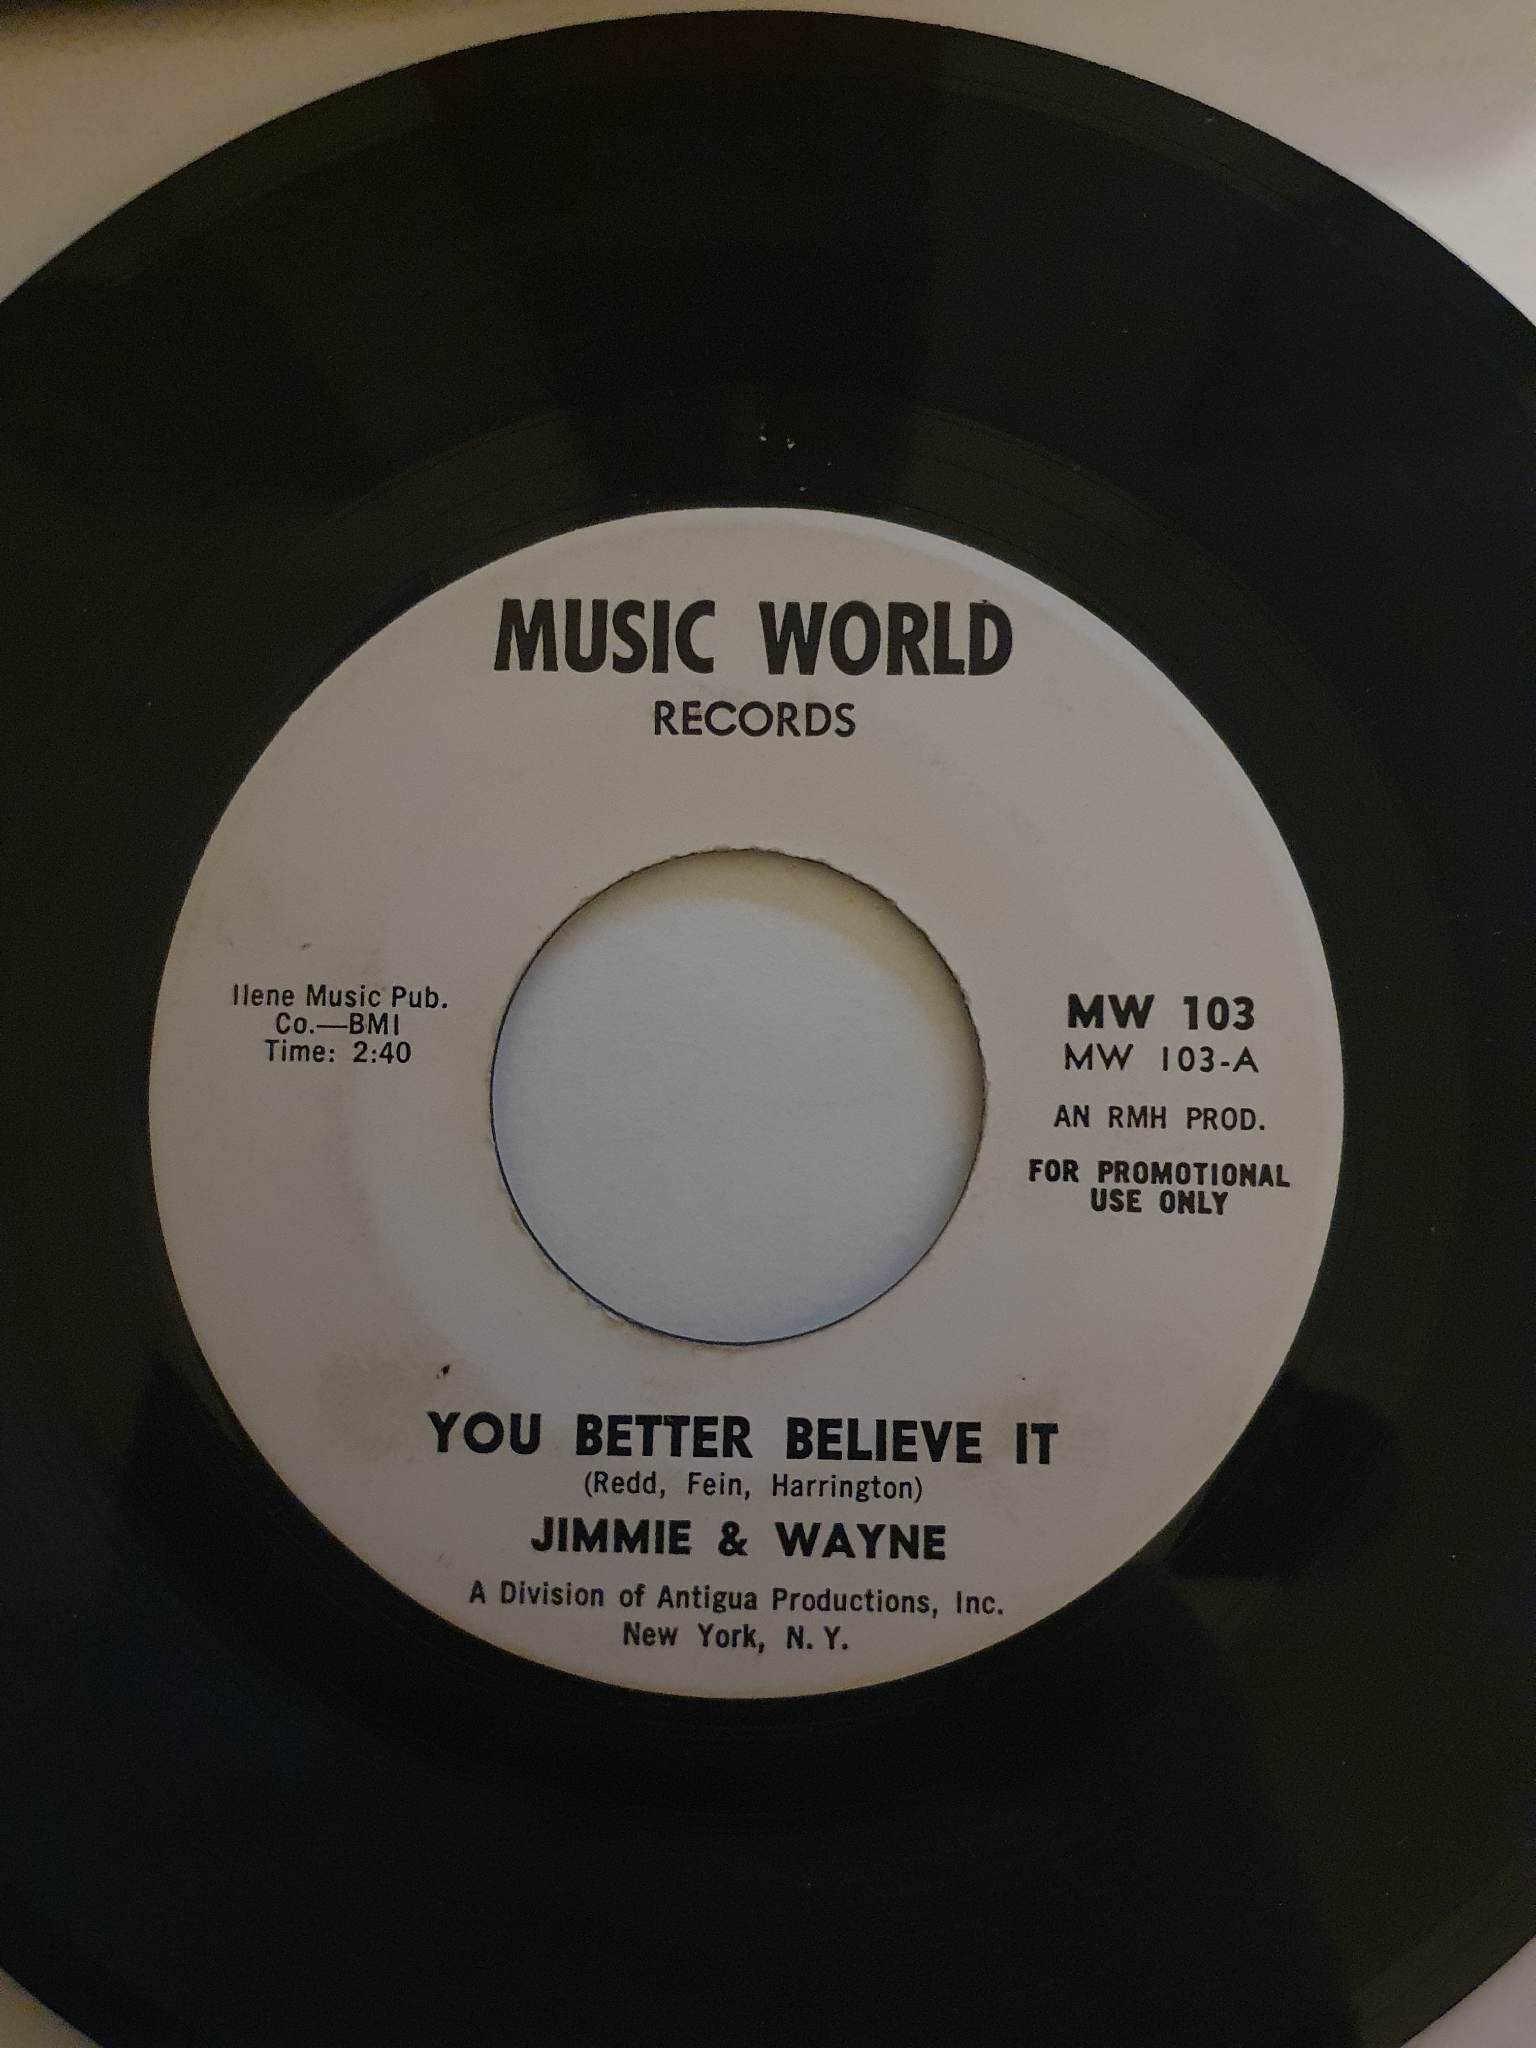 MUSIC WORLD
RECORDS
Ilene Music Pub.
Co.—BMI
Time: 2:40
MW 103
MW 103-A
AN RMH PROD.
FOR PROMOTIONAL
USE ONLY
YOU BETTER BELIEVE IT
(Redd, Fein, Harrington)
JIMMIE & WAYNE
A Division of Antigua Productions, Inc.
New York, N. Y.